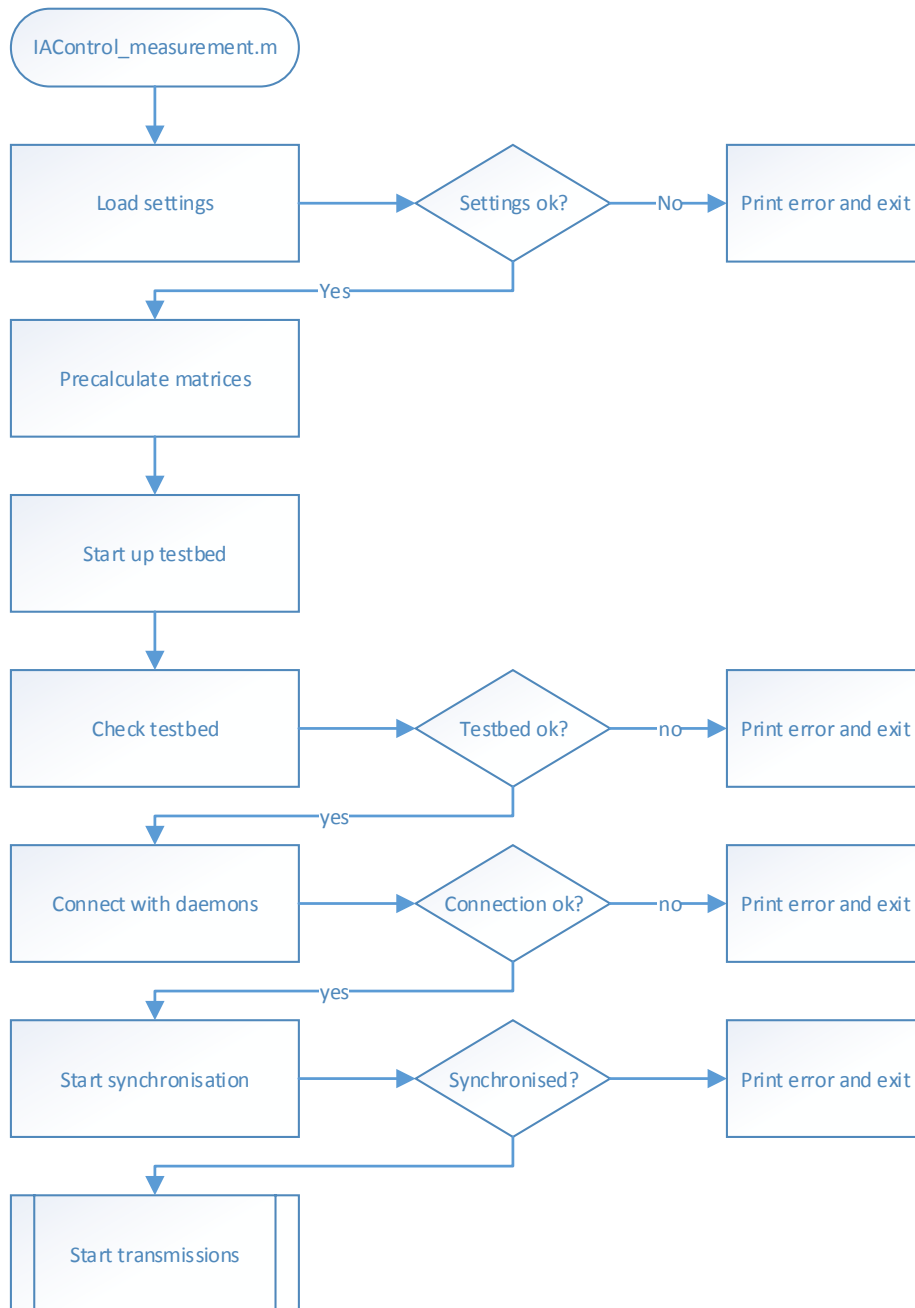 IAControl_measurement.m
Load settings
Settings ok?
No
Print error and exit
Yes
Precalculate matrices
Start up testbed
Check testbed
Testbed ok?
no
Print error and exit
yes
Connect with daemons
Connection ok?
no
Print error and exit
yes
Start synchronisation
Synchronised?
Print error and exit
Start transmissions